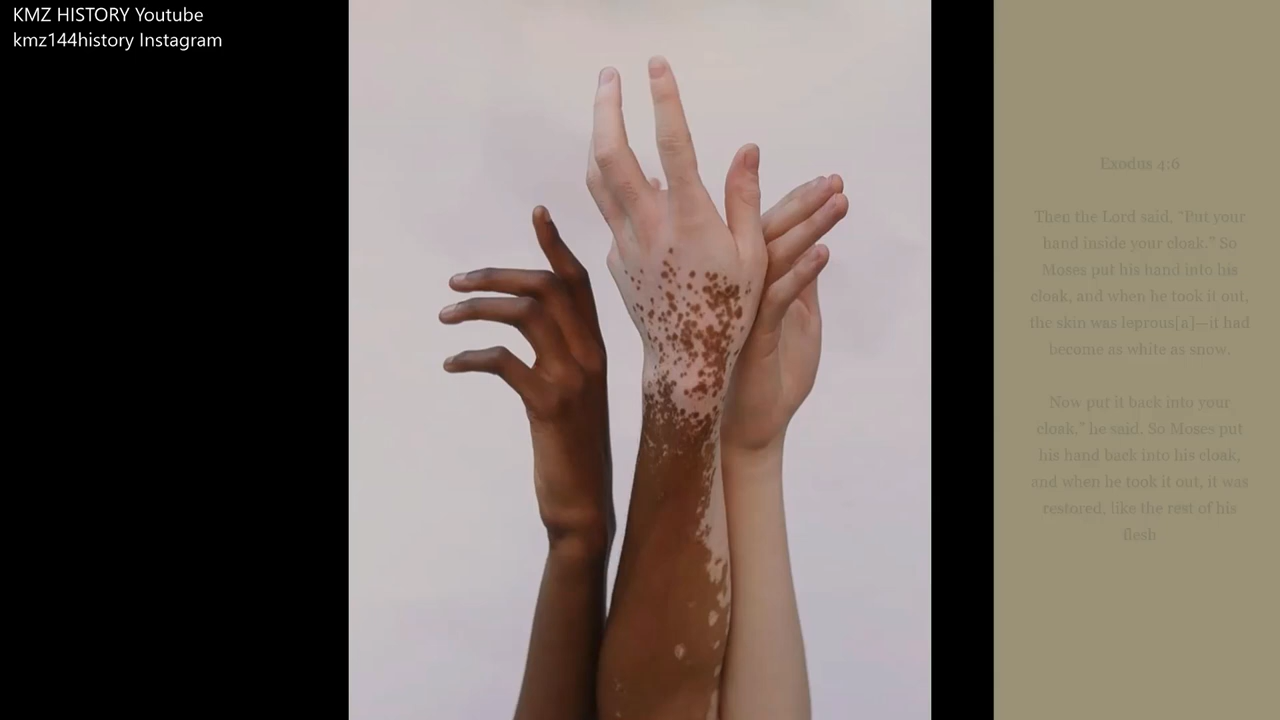 KMZ HISTORY Youtube
kmz144history Instagram
Exodus 4:6
Then the Lord said, "Put your
hand inside your cloak." So
Moses put his hand into his
cloak, and when he took it out,
the skin was leprous[a]—it had
become as white as snow.
Now put it back into your
cloak," he said. So Moses put
his hand back into his cloak,
and when he took it out, it was
restored, like the rest of his
flesh